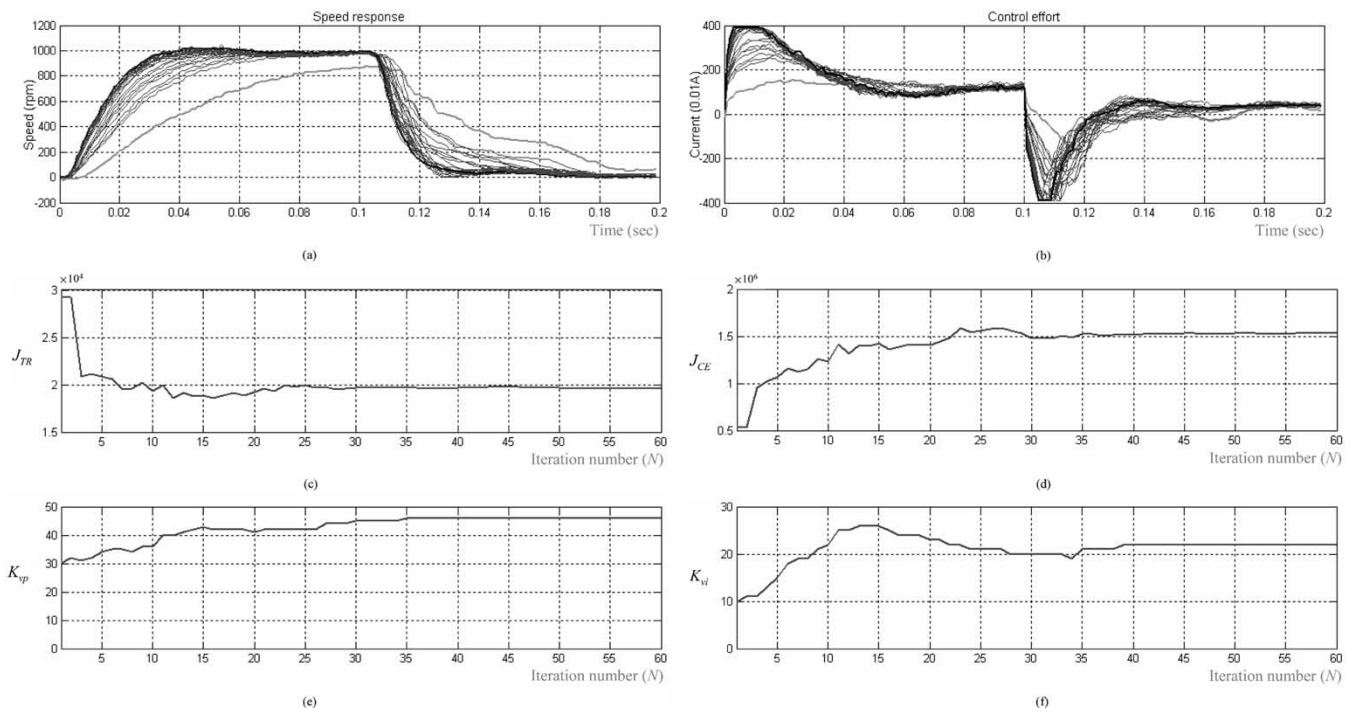 Speed response
Speed (rpm)
1200
1000
800
600
400
200
0
-200
0 0.02 0.04 0.06 0.08 0.1 0.12 0.14 0.16 0.18 0.2
Time (sec)
(a)
Control effort
Current (0.01A)
400
200
0
-200
-400
0 0.02 0.04 0.06 0.08 0.1 0.12 0.14 0.16 0.18 0.2
Time (sec)
(b)
×10⁴
J_TR
3
2.5
2
1.5
5 10 15 20 25 30 35 40 45 50 55 60
Iteration number (N)
(c)
×10⁶
J_CE
2
1.5
1
0.5
5 10 15 20 25 30 35 40 45 50 55 60
Iteration number (N)
(d)
K_vp
50
40
30
20
10
0
5 10 15 20 25 30 35 40 45 50 55 60
Iteration number (N)
(e)
K_vi
30
20
10
0
5 10 15 20 25 30 35 40 45 50 55 60
Iteration number (N)
(f)